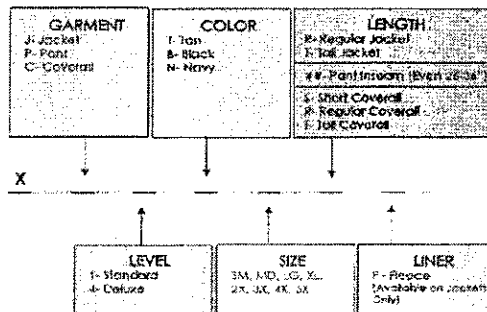 GARMENT
J- Jacket
P- Pant
C- Coverall
COLOR
T- Tan
B- Black
N- Navy
LENGTH
R- Regular Jacket
T- Tall Jacket
##- Pant Inseam (Even
S- Short Coverall
R- Regular Coverall
T- Tall Coverall
X
LEVEL
- Standard
- Deluxe
SIZE
SM, MD, LG, XL,
2X, 3X, 4X, 5X
LINER
F- Fleece
(Available on Jackets
Only)